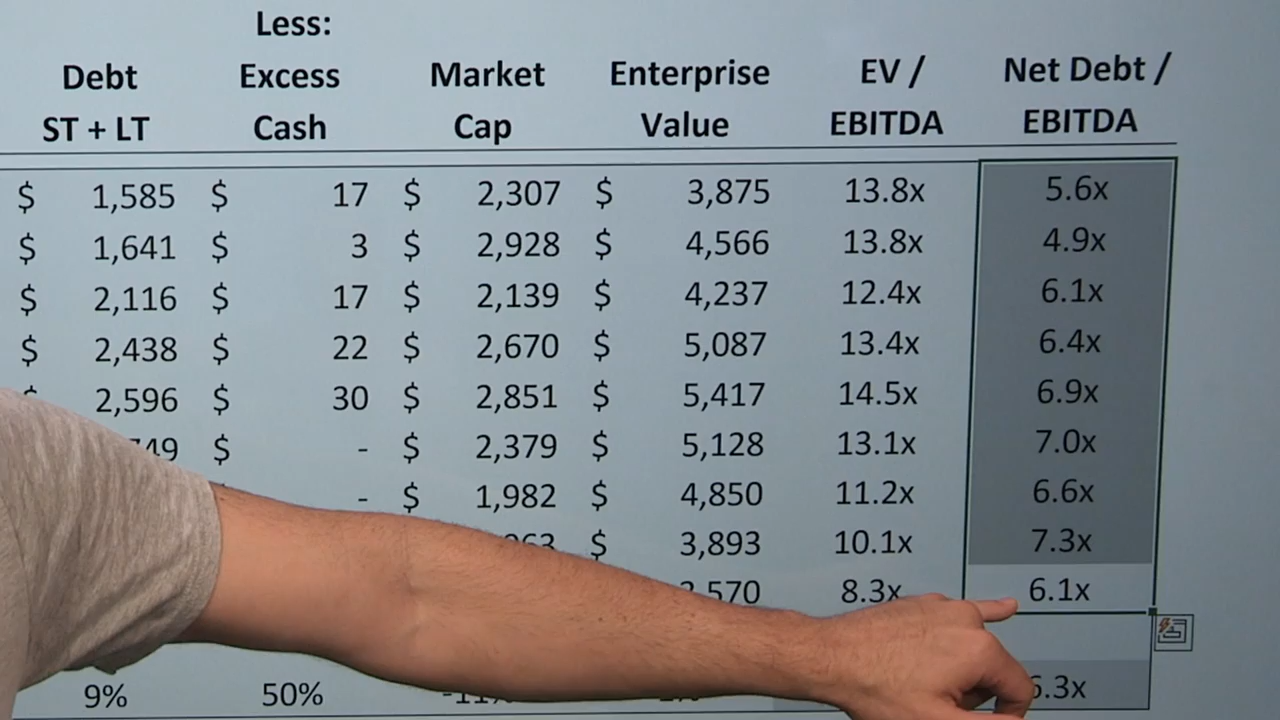 Less:
Debt Excess Market Enterprise EV / Net Debt /
ST + LT Cash Cap Value EBITDA EBITDA
$ 1,585 $ 17 $ 2,307 $ 3,875 13.8x 5.6x
$ 1,641 $ 3 $ 2,928 $ 4,566 13.8x 4.9x
$ 2,116 $ 17 $ 2,139 $ 4,237 12.4x 6.1x
$ 2,438 $ 22 $ 2,670 $ 5,087 13.4x 6.4x
2,596 $ 30 $ 2,851 $ 5,417 14.5x 6.9x
$ - $ 2,379 $ 5,128 13.1x 7.0x
- $ 1,982 $ 4,850 11.2x 6.6x
$ 3,893 10.1x 7.3x
8.3x 6.1x
9% 50%